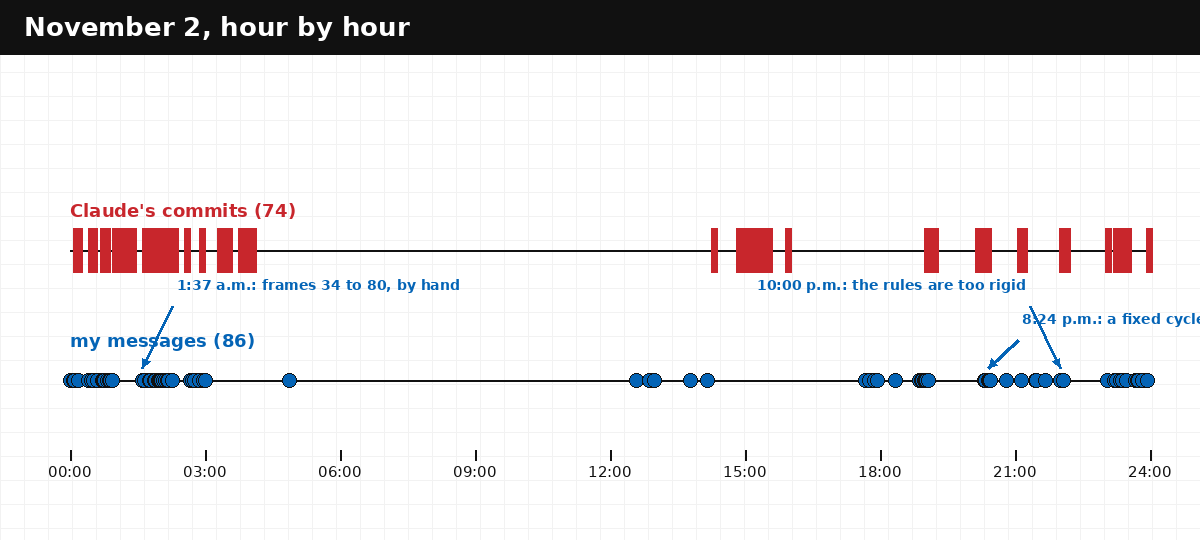 November 2, hour by hour
Claude's commits (74)
1:37 a.m.: frames 34 to 80, by hand
10:00 p.m.: the rules are too rigid
8:24 p.m.: a fixed cycle
my messages (86)
00:00
03:00
06:00
09:00
12:00
15:00
18:00
21:00
24:00